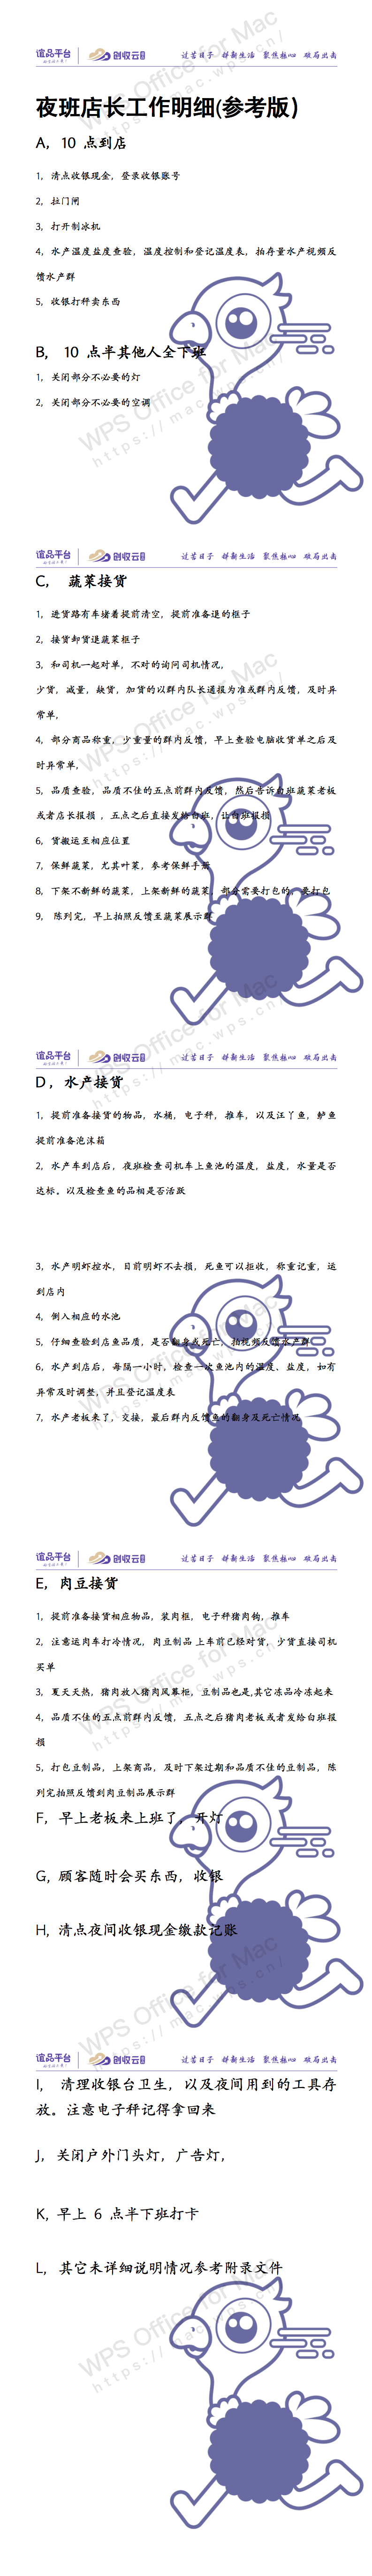 谊品平台 创收云 过苦日子 拼新生活 聚焦核心 破局出击
夜班店长工作明细(参考版)
A，10 点到店
1，清点收银现金，登录收银账号
2，拉门闸
3，打开制冰机
4，水产温度盐度查验，温度控制和登记温度表，拍存量水产视频反
馈水产群
5，收银打秤卖东西
B， 10 点半其他人全下班
1，关闭部分不必要的灯
2，关闭部分不必要的空调
WPS Office for Mac
https://mac.wps.cn/
谊品平台 创收云 过苦日子 拼新生活 聚焦核心 破局出击
C， 蔬菜接货
1，进货路有车堵着提前清空，提前准备退的框子
2，接货卸货退蔬菜框子
3，和司机一起对单，不对的询问司机情况，
少货，减量，缺货，加货的以群内队长通报为准或群内反馈，及时异
常单，
4，部分商品称重，少重量的群内反馈，早上查验电脑收货单之后及
时异常单，
5，品质查验，品质不佳的五点前群内反馈，然后告诉白班蔬菜老板
或者店长报损 ，五点之后直接发给白班，让白班报损
6，货搬运至相应位置
7，保鲜蔬菜，尤其叶菜，参考保鲜手册
8，下架不新鲜的蔬菜，上架新鲜的蔬菜，部分需要打包的，要打包
9， 陈列完，早上拍照反馈至蔬菜展示群
WPS Office for Mac
https://mac.wps.cn/
谊品平台 创收云 过苦日子 拼新生活 聚焦核心 破局出击
D，水产接货
1，提前准备接货的物品，水桶，电子秤，推车，以及汪丫鱼，鲈鱼
提前准备泡沫箱
2，水产车到店后，夜班检查司机车上鱼池的温度，盐度，水量是否
达标。以及检查鱼的品相是否活跃
3，水产明虾控水，目前明虾不去损，死鱼可以拒收，称重记重，运
到店内
4，倒入相应的水池
5，仔细查验到店鱼品质，是否翻身或死亡，拍视频反馈水产群
6，水产到店后，每隔一小时，检查一次鱼池内的温度、盐度，如有
异常及时调整，并且登记温度表
7，水产老板来了，交接，最后群内反馈鱼的翻身及死亡情况
WPS Office for Mac
https://mac.wps.cn/
谊品平台 创收云 过苦日子 拼新生活 聚焦核心 破局出击
E，肉豆接货
1，提前准备接货相应物品，装肉框，电子秤猪肉钩，推车
2，注意运肉车打冷情况，肉豆制品 上车前已经对货，少货直接司机
买单
3，夏天天热，猪肉放入猪肉风幕柜，豆制品也是,其它冻品冷冻起来
4，品质不佳的五点前群内反馈，五点之后猪肉老板或者发给白班报
损
5，打包豆制品，上架商品，及时下架过期和品质不佳的豆制品，陈
列完拍照反馈到肉豆制品展示群
F，早上老板来上班了，开灯
G, 顾客随时会买东西，收银
H, 清点夜间收银现金缴款记账
WPS Office for Mac
https://mac.wps.cn/
谊品平台 创收云 过苦日子 拼新生活 聚焦核心 破局出击
I， 清理收银台卫生，以及夜间用到的工具存
放。注意电子秤记得拿回来
J，关闭户外门头灯，广告灯，
K, 早上 6 点半下班打卡
L，其它未详细说明情况参考附录文件
WPS Office for Mac
https://mac.wps.cn/